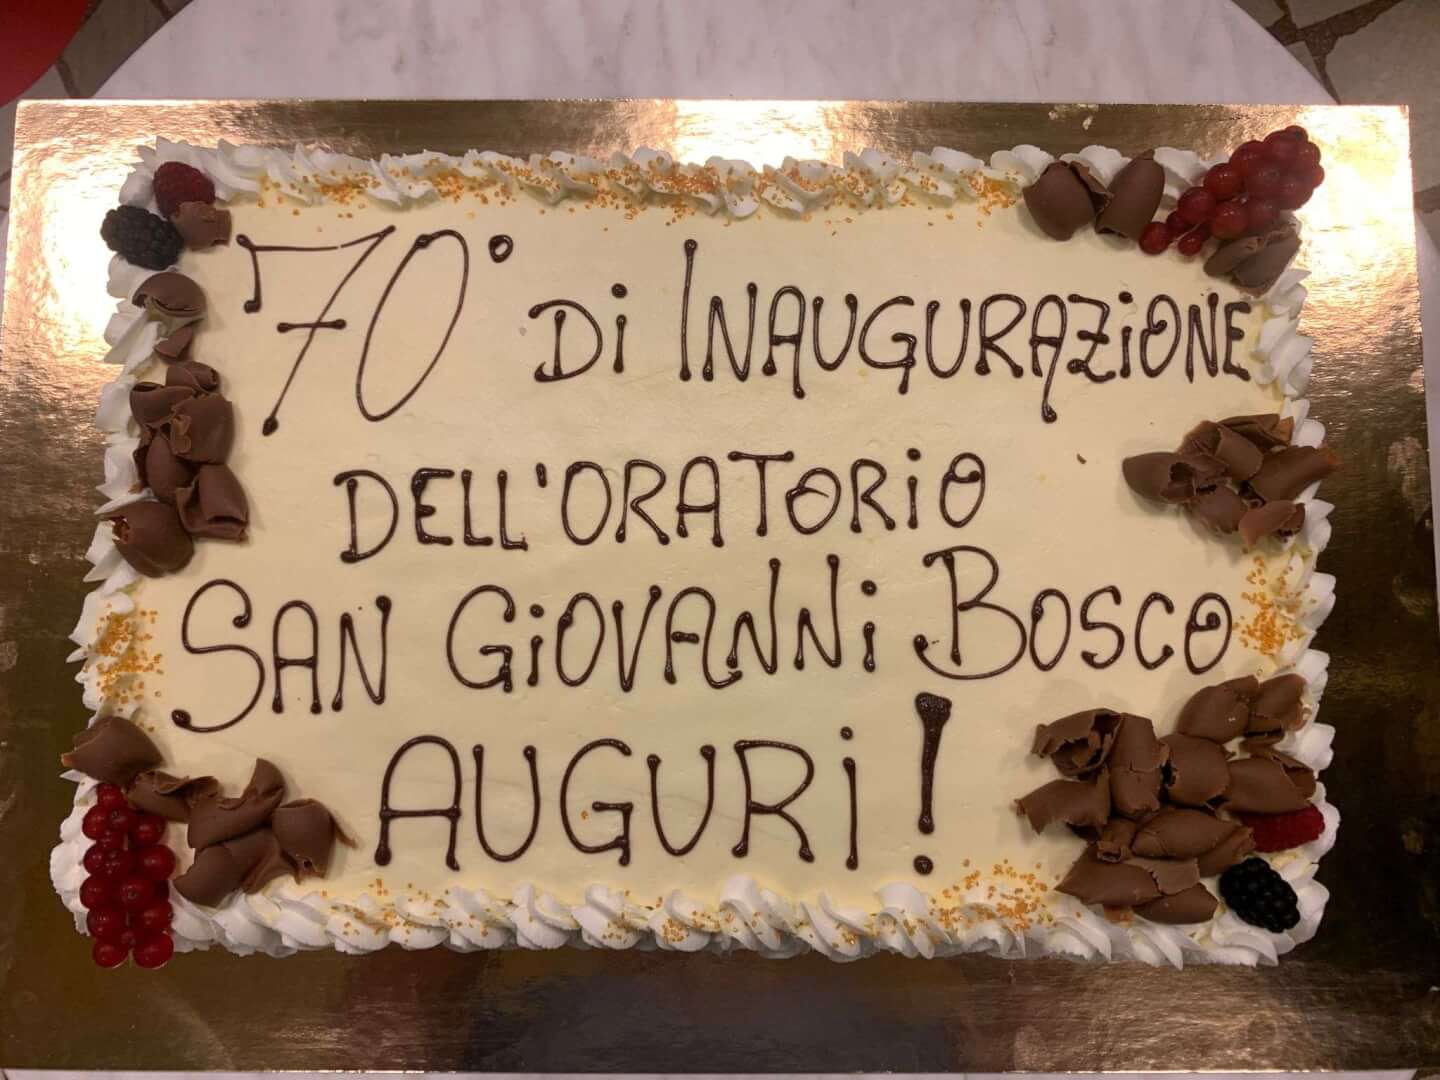 70° Di INAUGURAZiONE
DELL'ORATORiO
SAN GiOVANNi BOSCO
AUGURi!